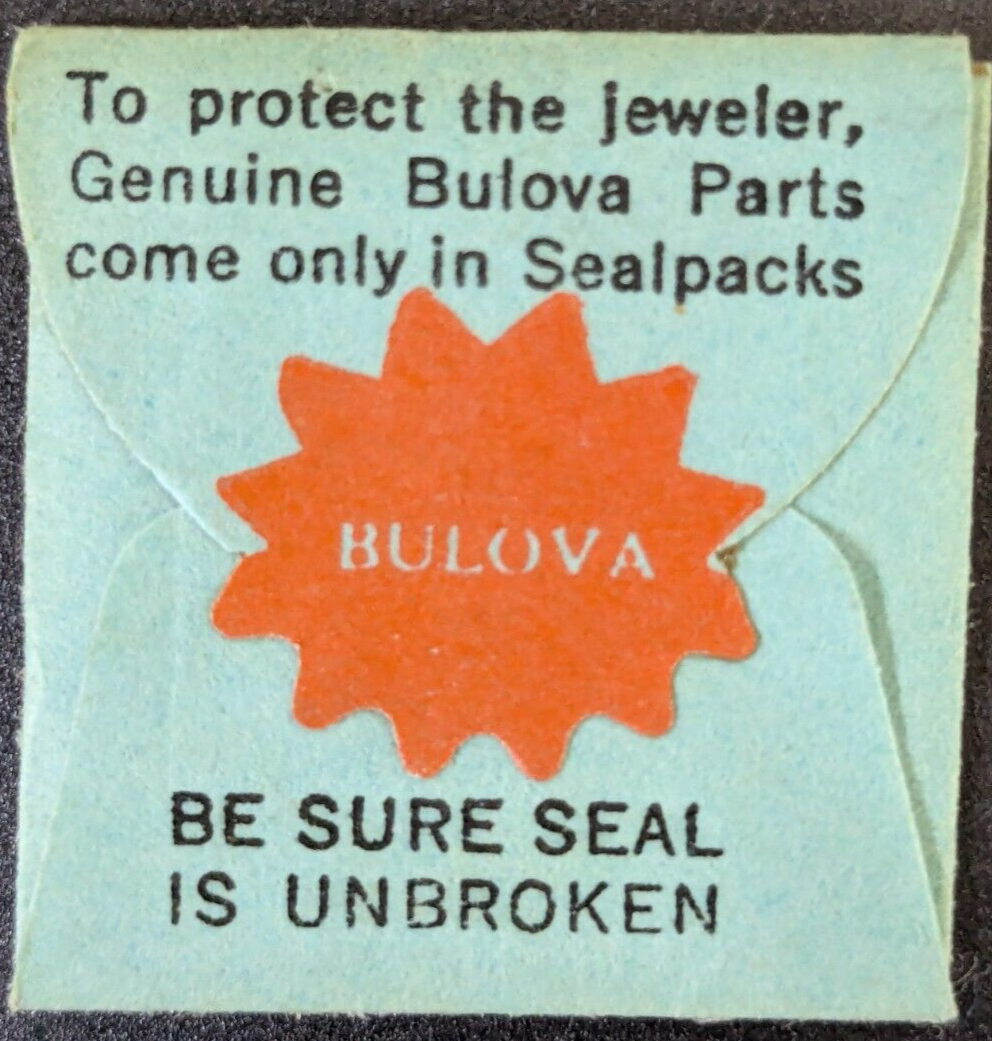 To protect the jeweler,
Genuine Bulova Parts
come only in Sealpacks
BULOVA
BE SURE SEAL
IS UNBROKEN